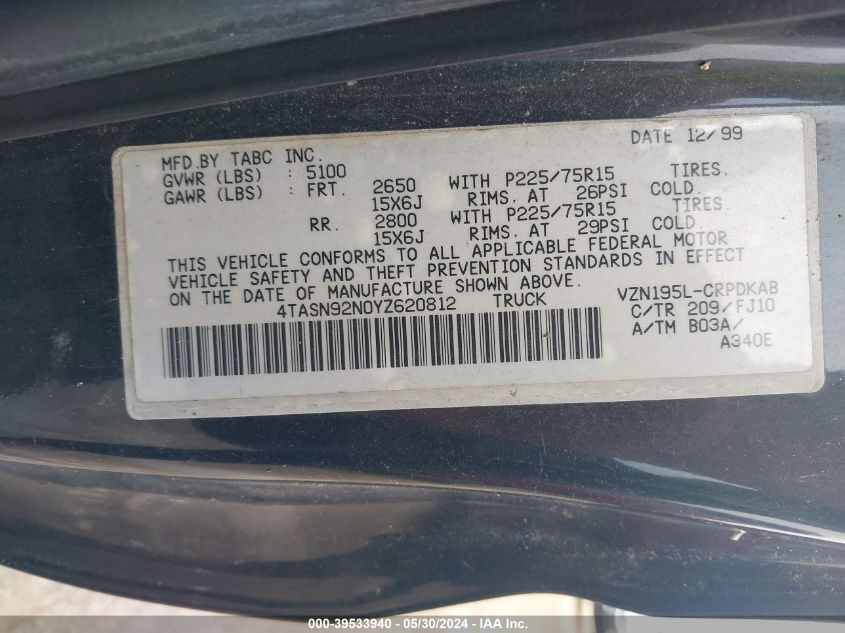 DATE 12/99
MFD.BY TABC INC.
GVWR (LBS) : 5100
GAWR (LBS) : FRT. 2650 WITH P225/75R15 TIRES.
15X6J RIMS. AT 26PSI COLD.
RR. 2800 WITH P225/75R15 TIRES.
15X6J RIMS. AT 29PSI COLD.
THIS VEHICLE CONFORMS TO ALL APPLICABLE FEDERAL MOTOR
VEHICLE SAFETY AND THEFT PREVENTION STANDARDS IN EFFECT
ON THE DATE OF MANUFACTURE SHOWN ABOVE.
4TASN92N0YZ620812 TRUCK
VZN195L-CRPDKAB
C/TR 209/FJ10
A/TM B03A/
A340E
000-39533940 - 05/30/2024 - IAA Inc.